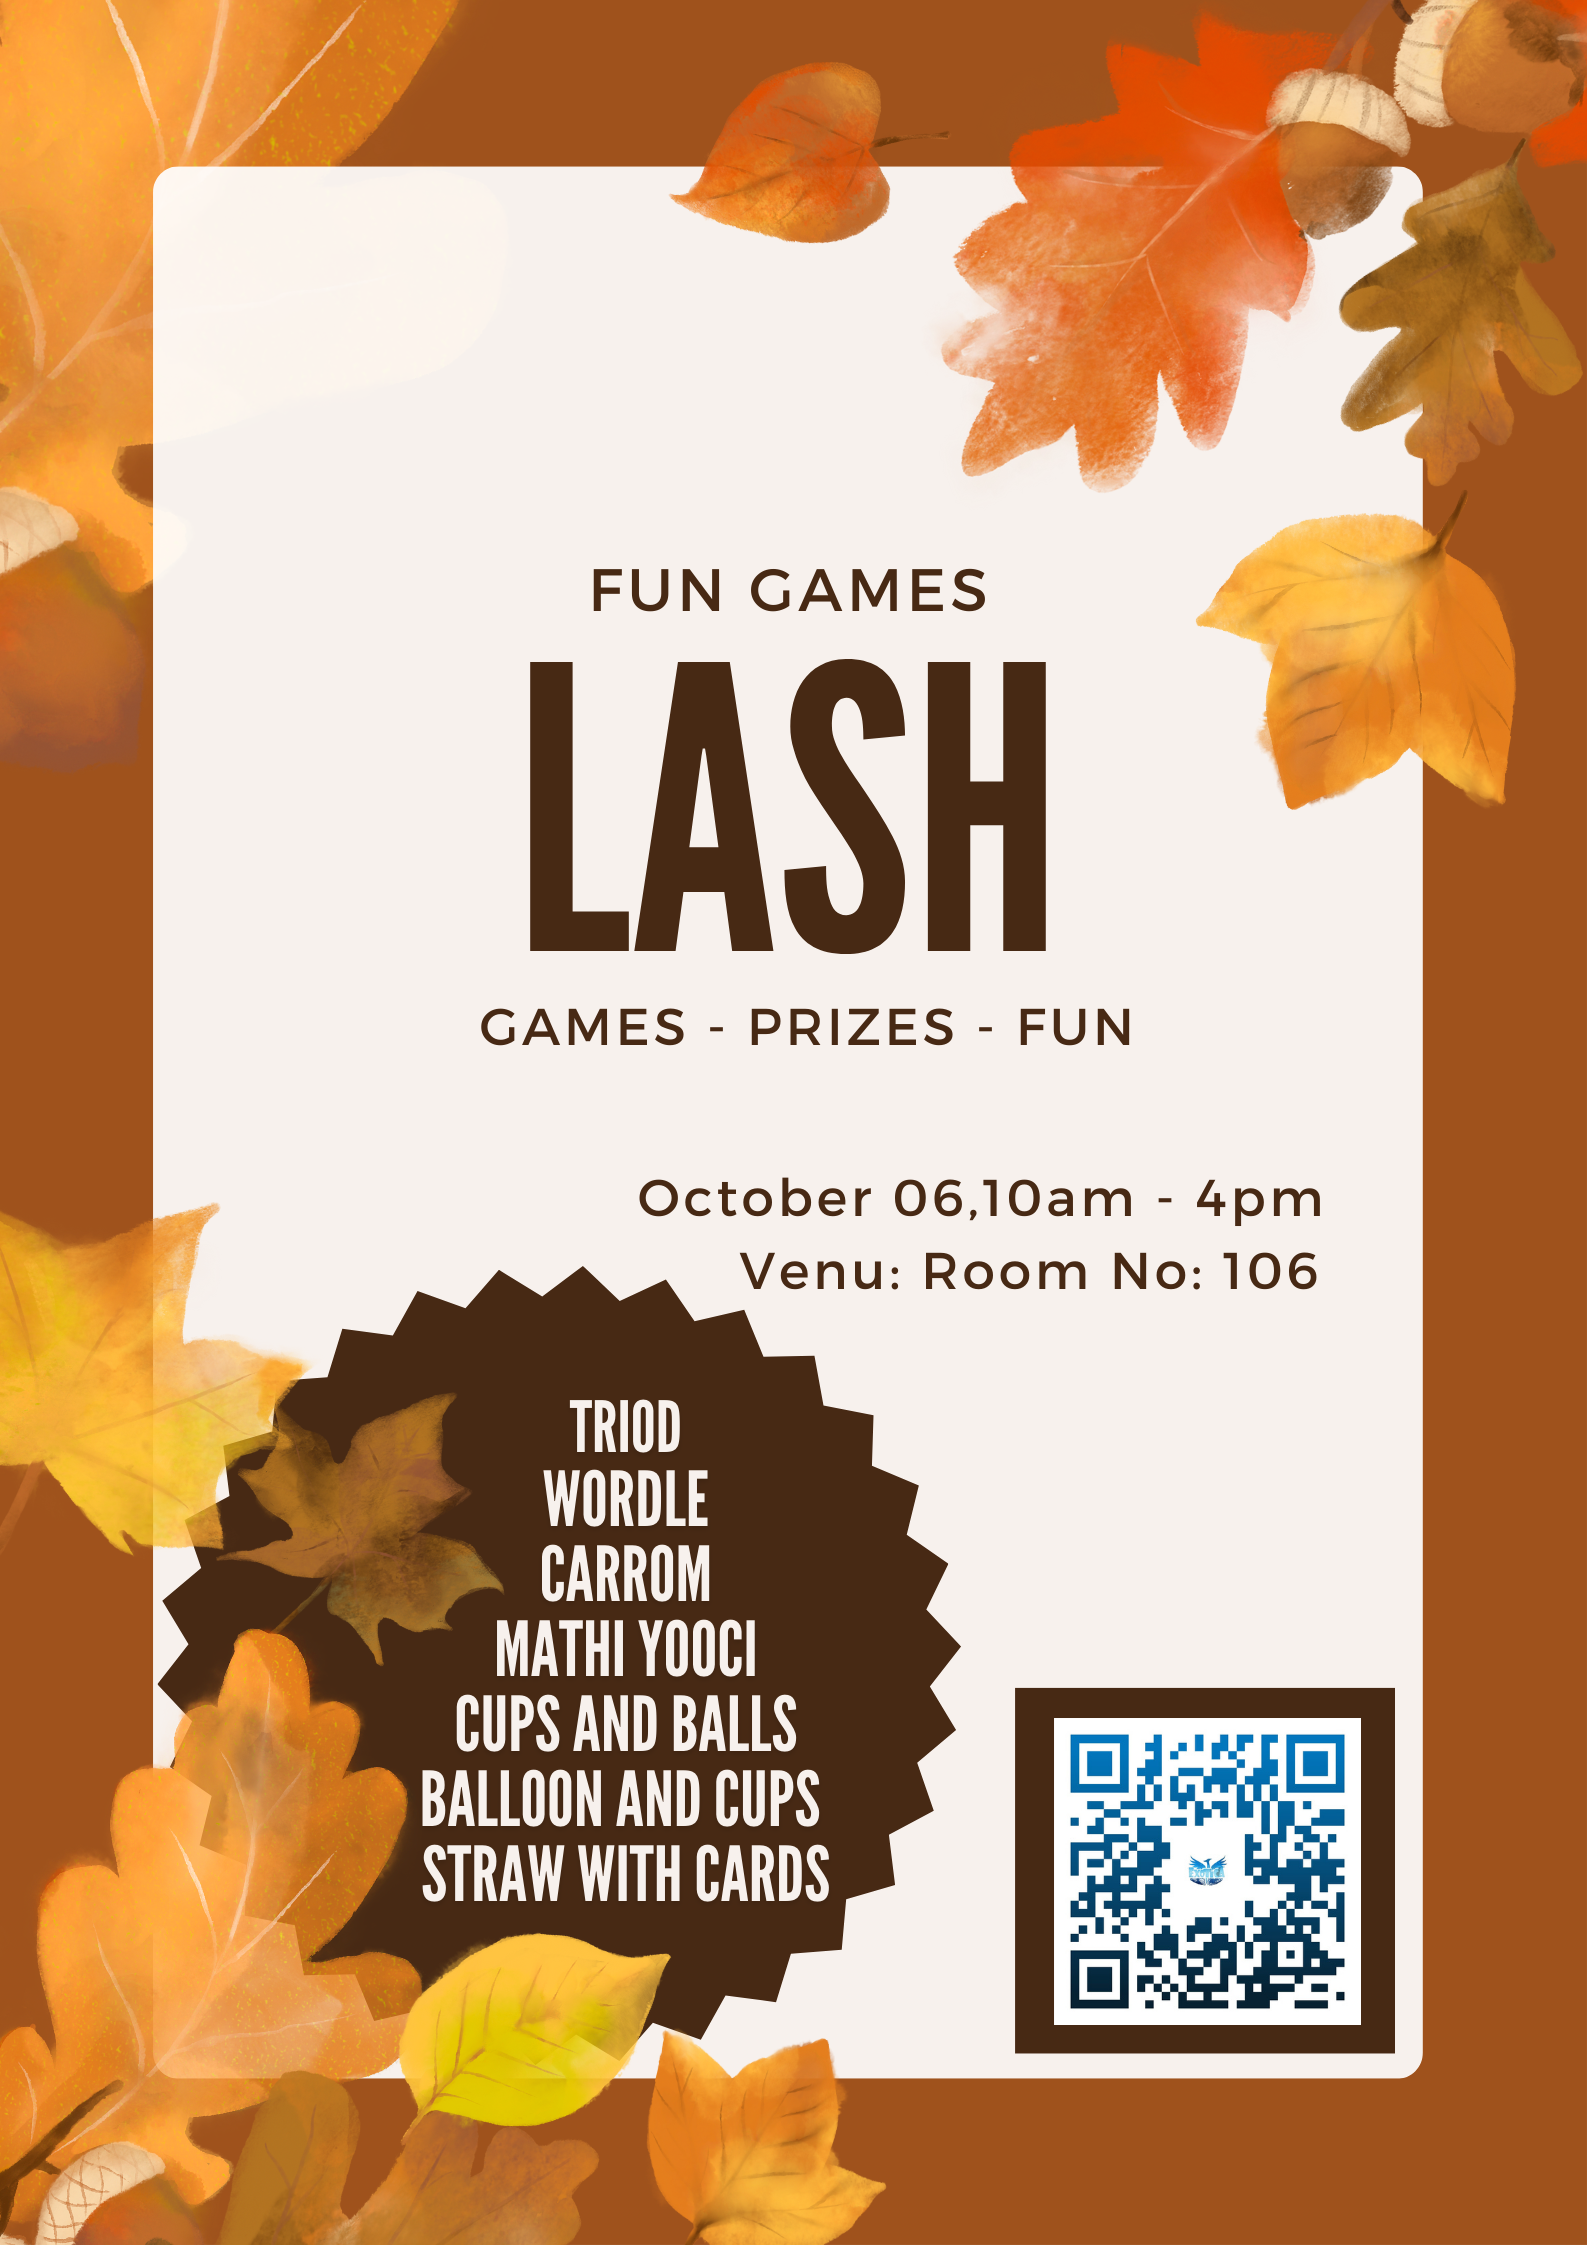 FUN GAMES
LASH
GAMES - PRIZES - FUN
October 06,10am - 4pm
Venu: Room No: 106
TRIOD
WORDLE
CARROM
MATHI YOOCI
CUPS AND BALLS
BALLOON AND CUPS
STRAW WITH CARDS